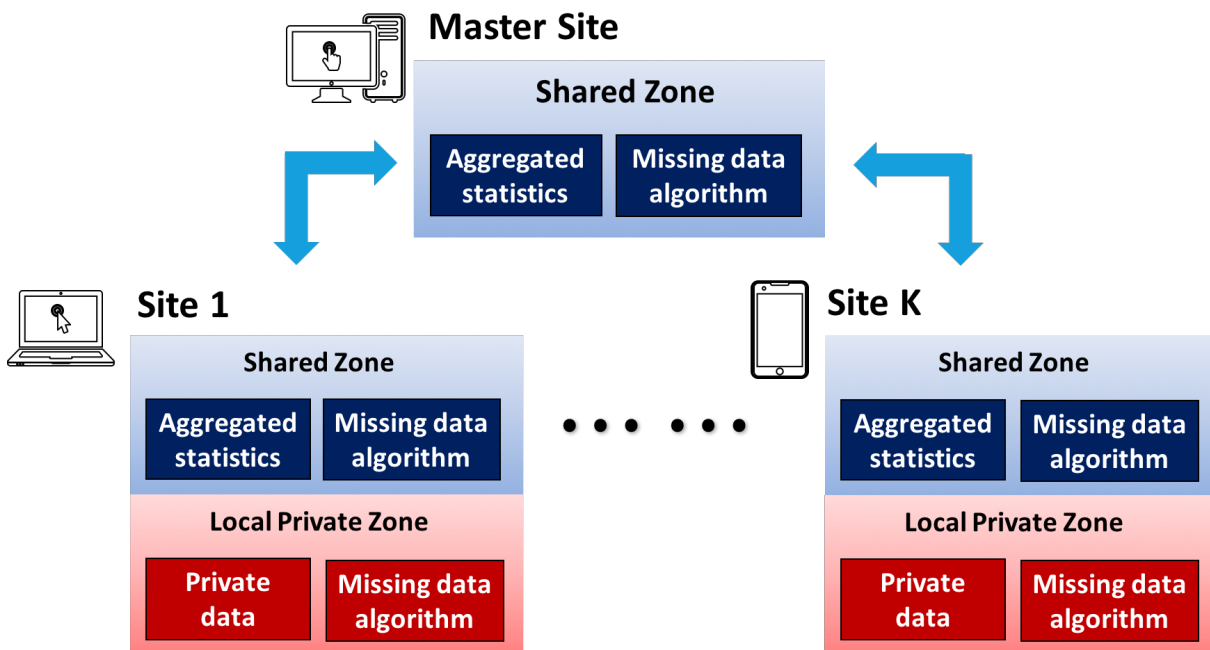 Master Site
Shared Zone
Aggregated
statistics
Missing data
algorithm
Site 1
Shared Zone
Aggregated
statistics
Missing data
algorithm
Local Private Zone
Private
data
Missing data
algorithm
Site K
Shared Zone
Aggregated
statistics
Missing data
algorithm
Local Private Zone
Private
data
Missing data
algorithm